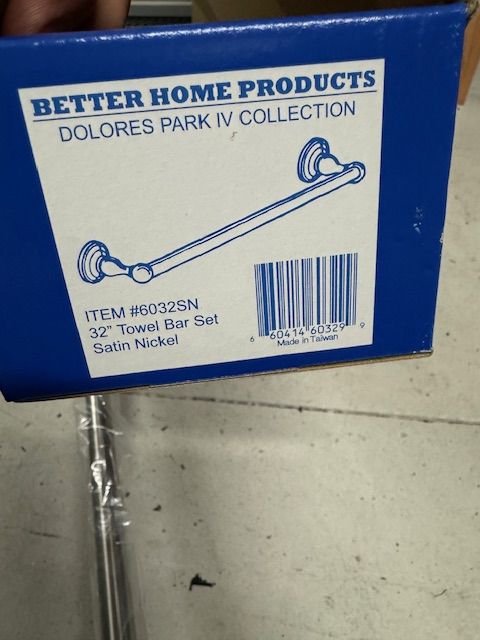 BETTER HOME PRODUCTS
DOLORES PARK IV COLLECTION
ITEM #6032SN
32" Towel Bar Set
Satin Nickel
6 60414 60329 9
Made in Taiwan